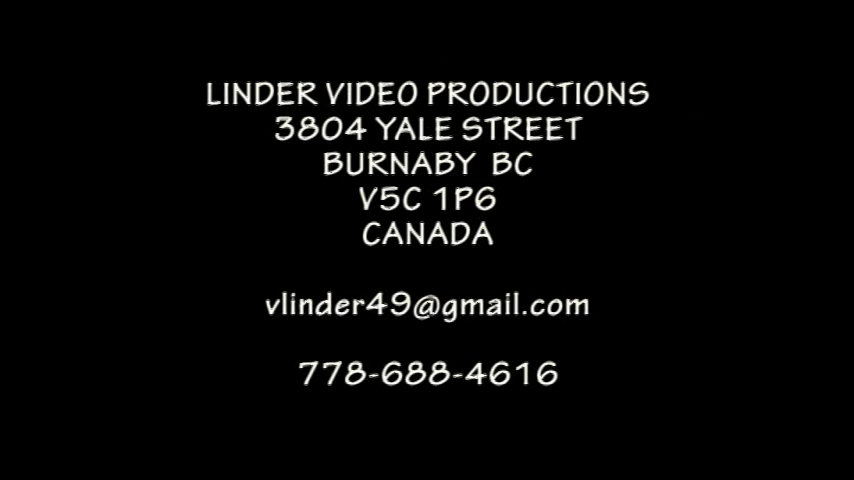 LINDER VIDEO PRODUCTIONS
3804 YALE STREET
BURNABY BC
V5C 1P6
CANADA
vlinder49@gmail.com
778-688-4616